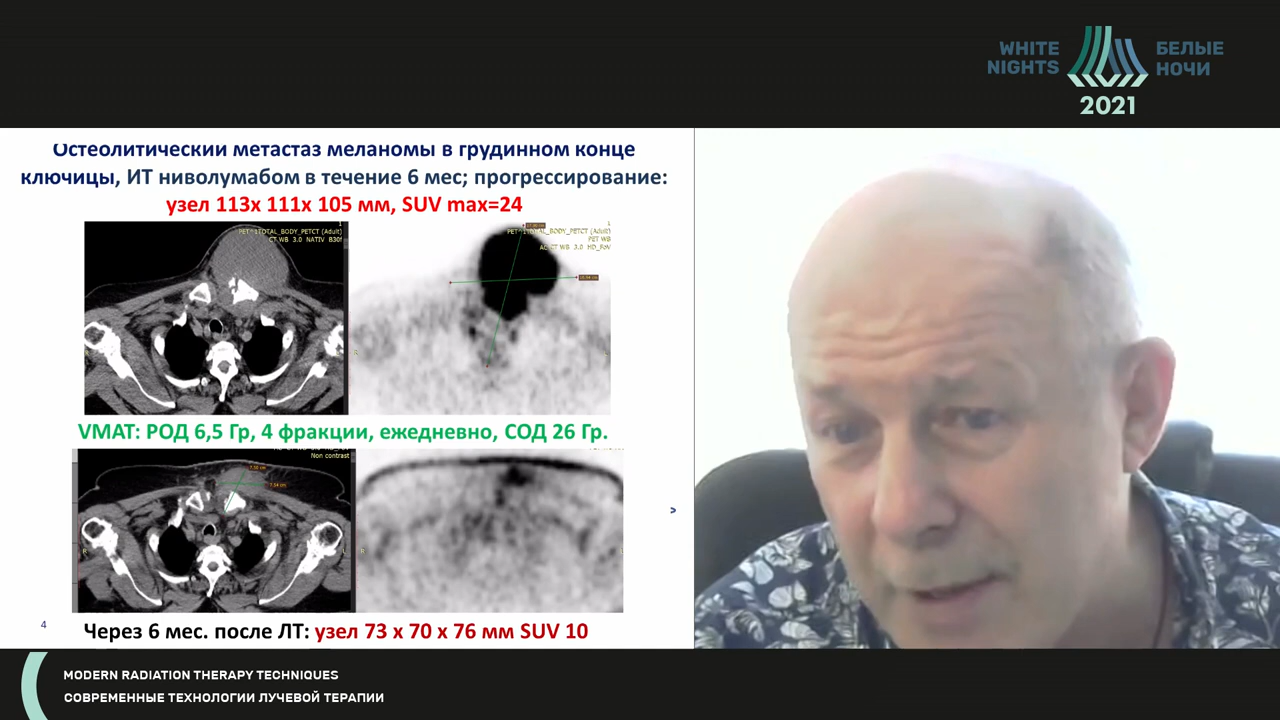 WHITE NIGHTS
БЕЛЫЕ НОЧИ
2021
Остеолитический метастаз меланомы в грудинном конце
ключицы, ИТ ниволумабом в течение 6 мес; прогрессирование:
узел 113х 111х 105 мм, SUV max=24
VMAT: РОД 6,5 Гр, 4 фракции, ежедневно, СОД 26 Гр.
Non contrast
>
4
Через 6 мес. после ЛТ: узел 73 х 70 х 76 мм SUV 10
MODERN RADIATION THERAPY TECHNIQUES
СОВРЕМЕННЫЕ ТЕХНОЛОГИИ ЛУЧЕВОЙ ТЕРАПИИ